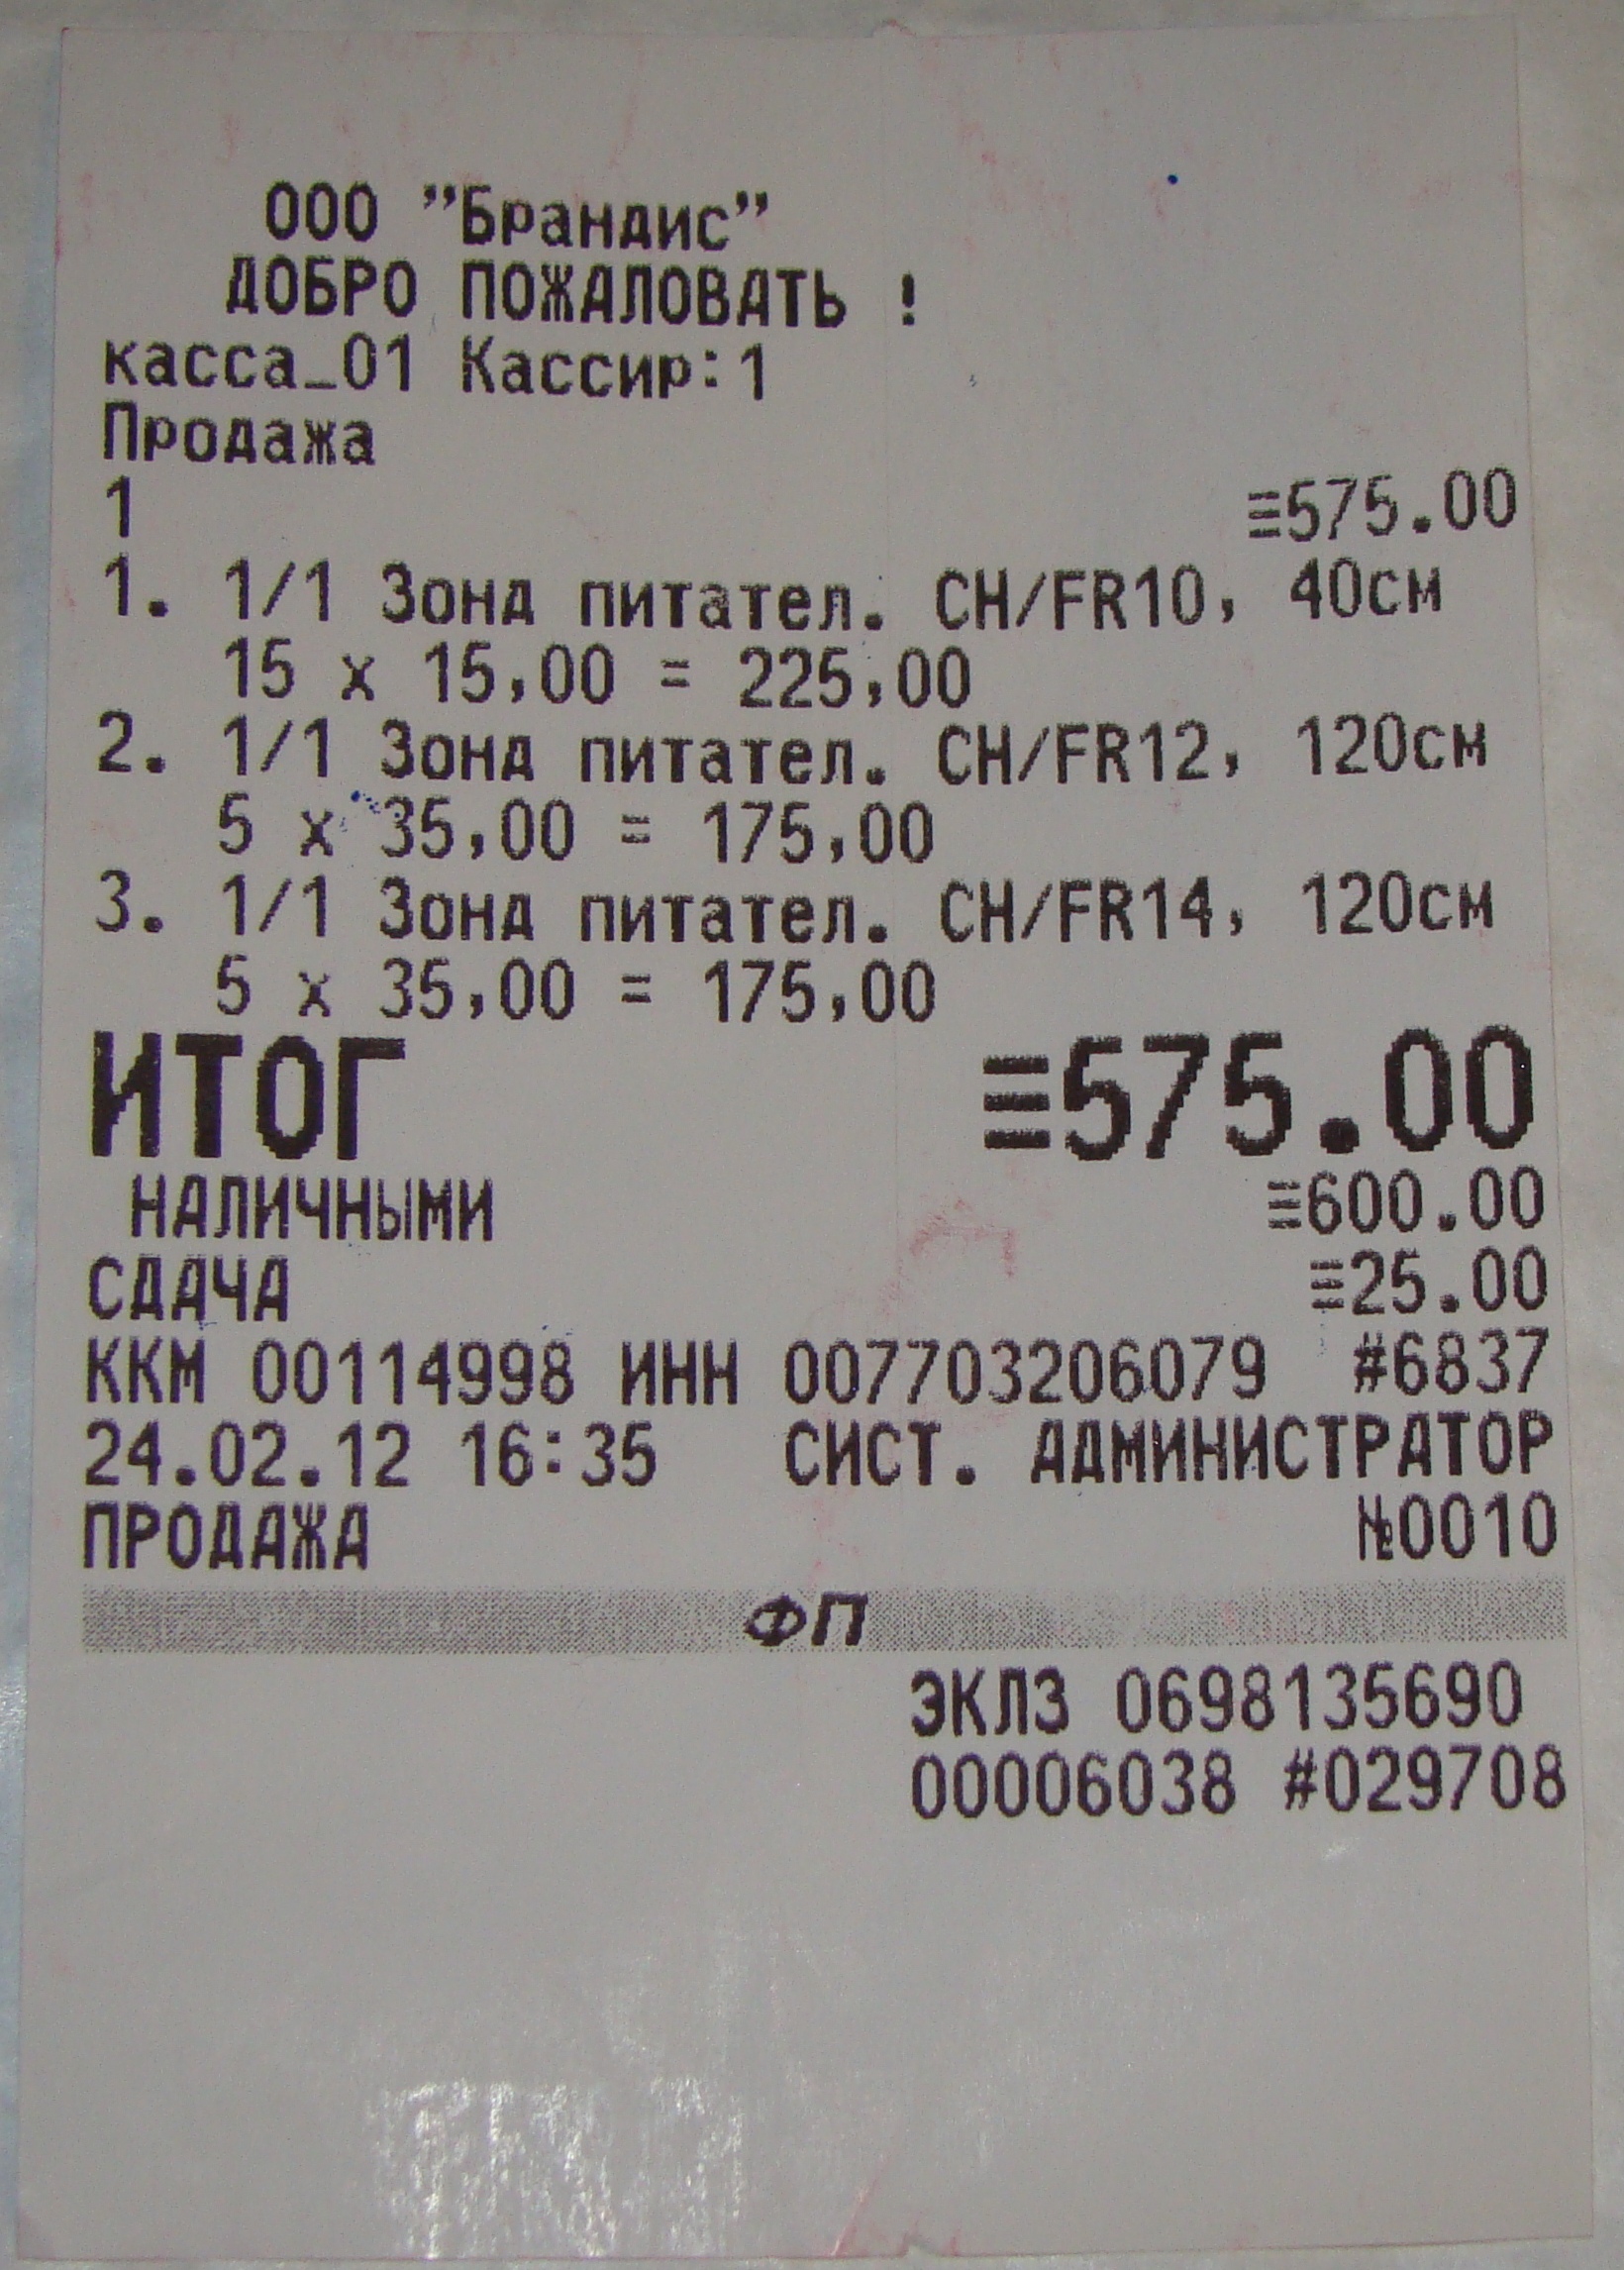 ООО "Брандис"
ДОБРО ПОЖАЛОВАТЬ !
касса_01 Кассир:1
Продажа
1 ≡575.00
1. 1/1 Зонд питател. CH/FR10, 40см
15 x 15,00 = 225,00
2. 1/1 Зонд питател. CH/FR12, 120см
5 x 35,00 = 175,00
3. 1/1 Зонд питател. CH/FR14, 120см
5 x 35,00 = 175,00
ИТОГ ≡575.00
НАЛИЧНЫМИ ≡600.00
СДАЧА ≡25.00
ККМ 00114998 ИНН 007703206079 #6837
24.02.12 16:35 СИСТ. АДМИНИСТРАТОР
ПРОДАЖА №0010
ФП
ЭКЛЗ 0698135690
00006038 #029708